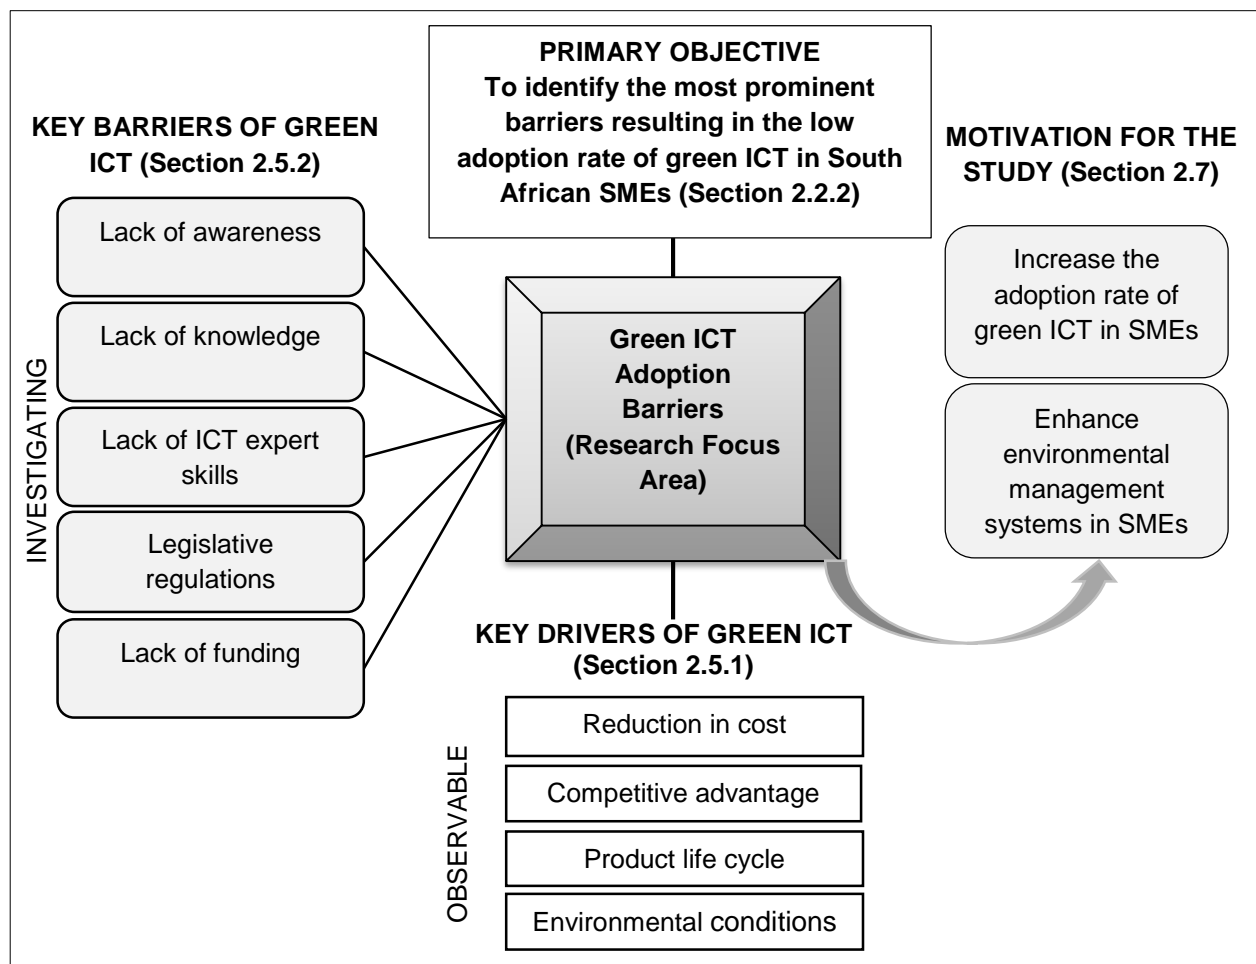 PRIMARY OBJECTIVE
To identify the most prominent
barriers resulting in the low
adoption rate of green ICT in South
African SMEs (Section 2.2.2)
KEY BARRIERS OF GREEN
ICT (Section 2.5.2)
INVESTIGATING
Lack of awareness
Lack of knowledge
Lack of ICT expert
skills
Legislative
regulations
Lack of funding
Green ICT
Adoption
Barriers
(Research Focus
Area)
MOTIVATION FOR THE
STUDY (Section 2.7)
Increase the
adoption rate of
green ICT in SMEs
Enhance
environmental
management
systems in SMEs
KEY DRIVERS OF GREEN ICT
(Section 2.5.1)
OBSERVABLE
Reduction in cost
Competitive advantage
Product life cycle
Environmental conditions